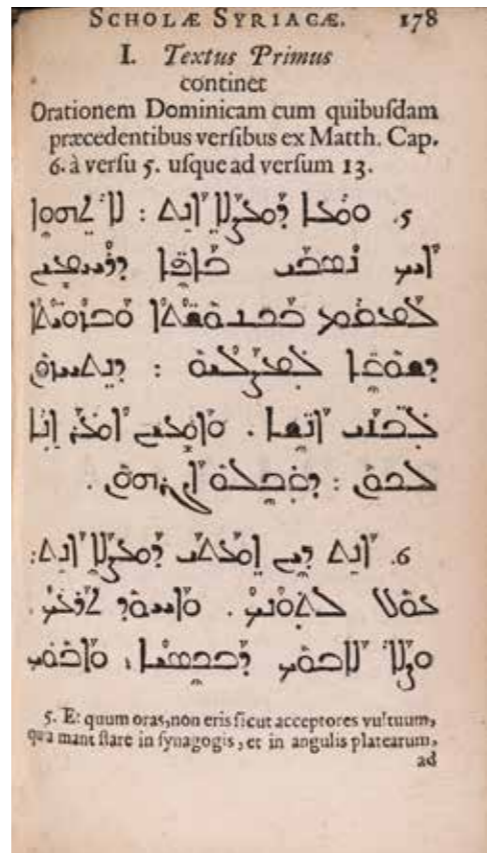 SCHOLÆ SYRIACÆ. 178
I. Textus Primus
continet
Orationem Dominicam cum quibusdam
præcedentibus versibus ex Matth. Cap.
6. à versu 5. usque ad versum 13.
5. ܘܡܐ ܕܡܨܠܐ ܐܢܬ : ܠܐ ܬܗܘܐ
ܐܝܟ ܢܣܒܝ ܒܐܦܐ ܕܪܚܡܝܢ
ܠܡܩܡ ܒܟܢܘܫܬܐ ܘܒܙܘܝܬܐ
ܕܫܘܩܐ ܠܡܨܠܝܘ : ܕܢܬܚܙܘܢ
ܠܒܢܝ ܐܢܫܐ . ܘܐܡܝܢ ܐܡܪ ܐܢܐ
ܠܟܘܢ : ܕܩܒܠܘ ܐܓܪܗܘܢ .
6. ܐܢܬ ܕܝܢ ܐܡܬܝ ܕܡܨܠܐ ܐܢܬ :
ܥܘܠ ܠܬܘܢܟ . ܘܐܚܘܕ ܬܪܥܟ .
ܘܨܠܐ ܠܐܒܘܟ ܕܒܟܣܝܐ . ܘܐܒܘܟ
5. Et quum oras, non eris sicut acceptores vultuum,
qua mant stare in synagogis, et in angulis platearum,
ad